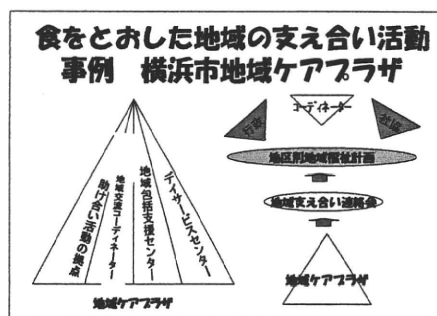 食をとおした地域の支え合い活動
事例　横浜市地域ケアプラザ
助け合い活動の拠点
地域交流コーディネーター
地域包括支援センター
デイサービスセンター
地域ケアプラザ
コーディネーター
行政
社協
地区別地域福祉計画
地域支え合い連絡会
地域ケアプラザ